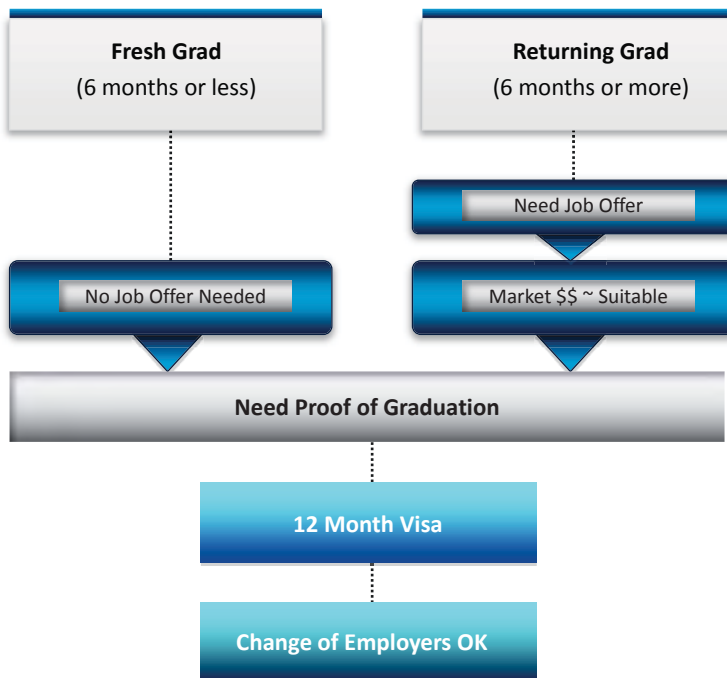 Fresh Grad
(6 months or less)
Returning Grad
(6 months or more)
Need Job Offer
No Job Offer Needed
Market $$ ~ Suitable
Need Proof of Graduation
12 Month Visa
Change of Employers OK